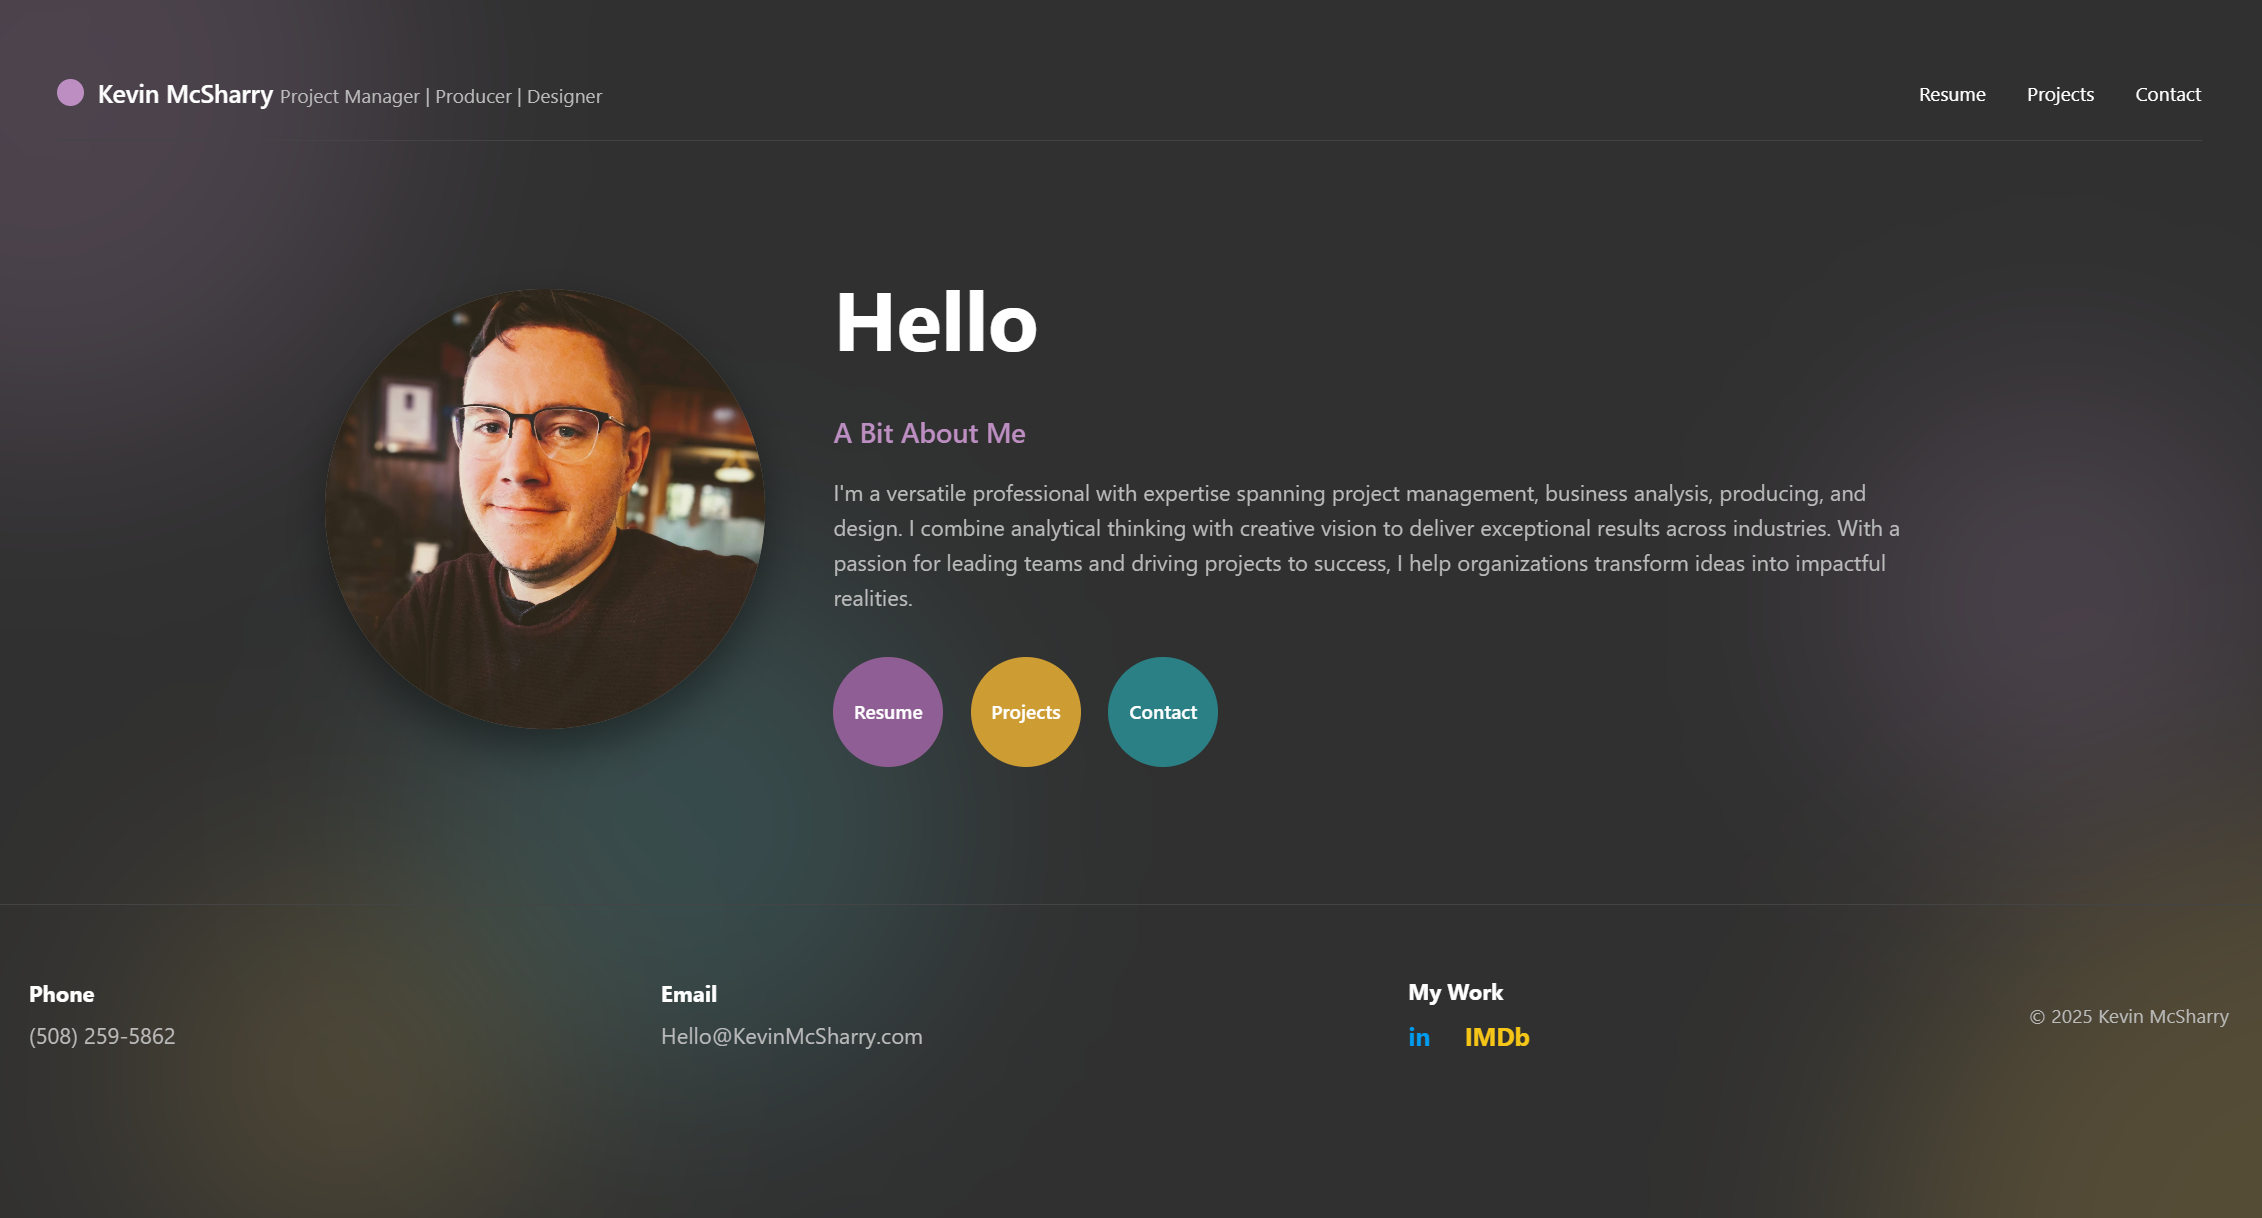 Kevin McSharry Project Manager | Producer | Designer
Resume Projects Contact
Hello
A Bit About Me
I'm a versatile professional with expertise spanning project management, business analysis, producing, and
design. I combine analytical thinking with creative vision to deliver exceptional results across industries. With a
passion for leading teams and driving projects to success, I help organizations transform ideas into impactful
realities.
Resume Projects Contact
Phone
(508) 259-5862
Email
Hello@KevinMcSharry.com
My Work
in IMDb
© 2025 Kevin McSharry